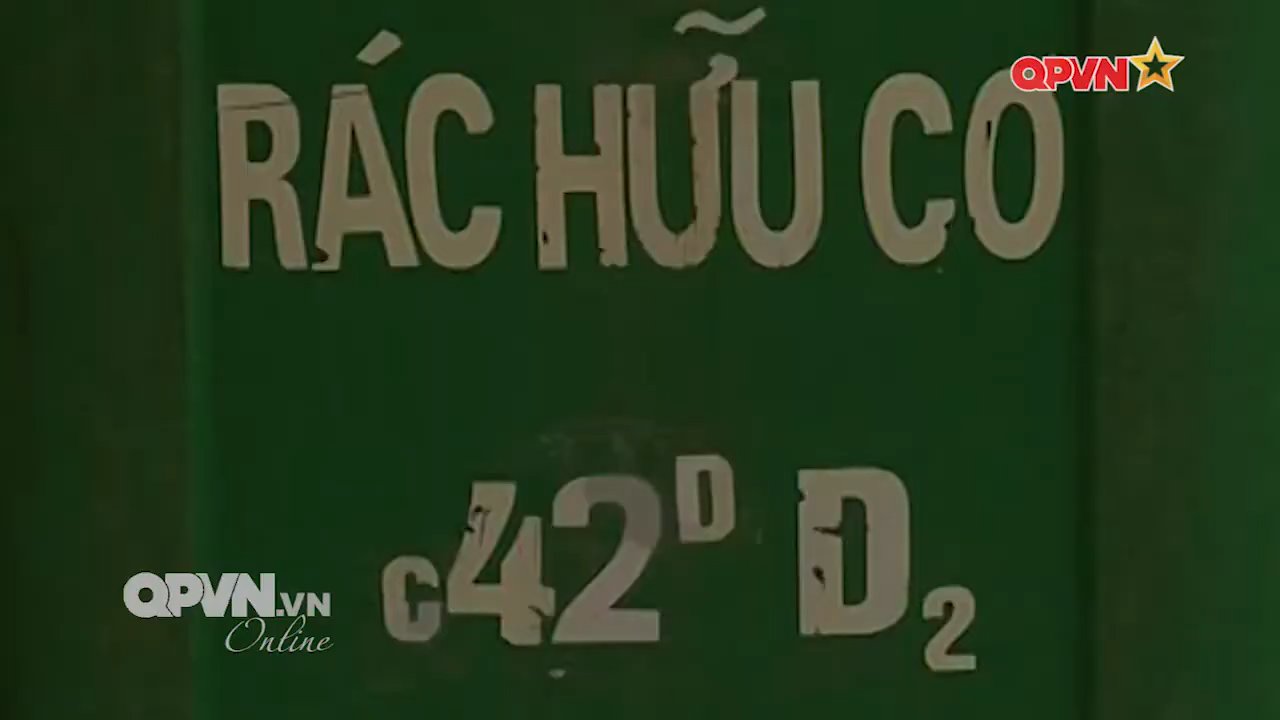 QPVN
RÁC HỮU CO
C42D D2
QPVN.VN
Online